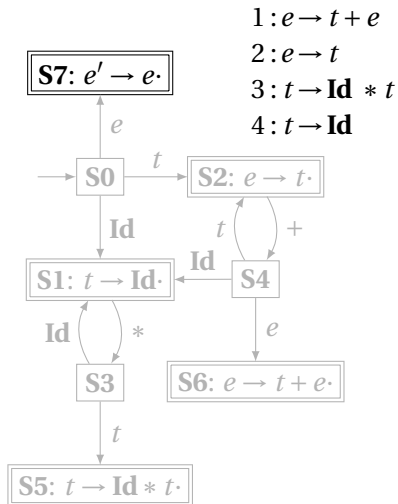 1 : e → t + e
2 : e → t
3 : t → Id * t
4 : t → Id
S7: e′ → e·
e
S0
t
S2: e → t·
Id
t
+
Id
S1: t → Id·
S4
Id
*
e
S3
S6: e → t + e·
t
S5: t → Id * t·